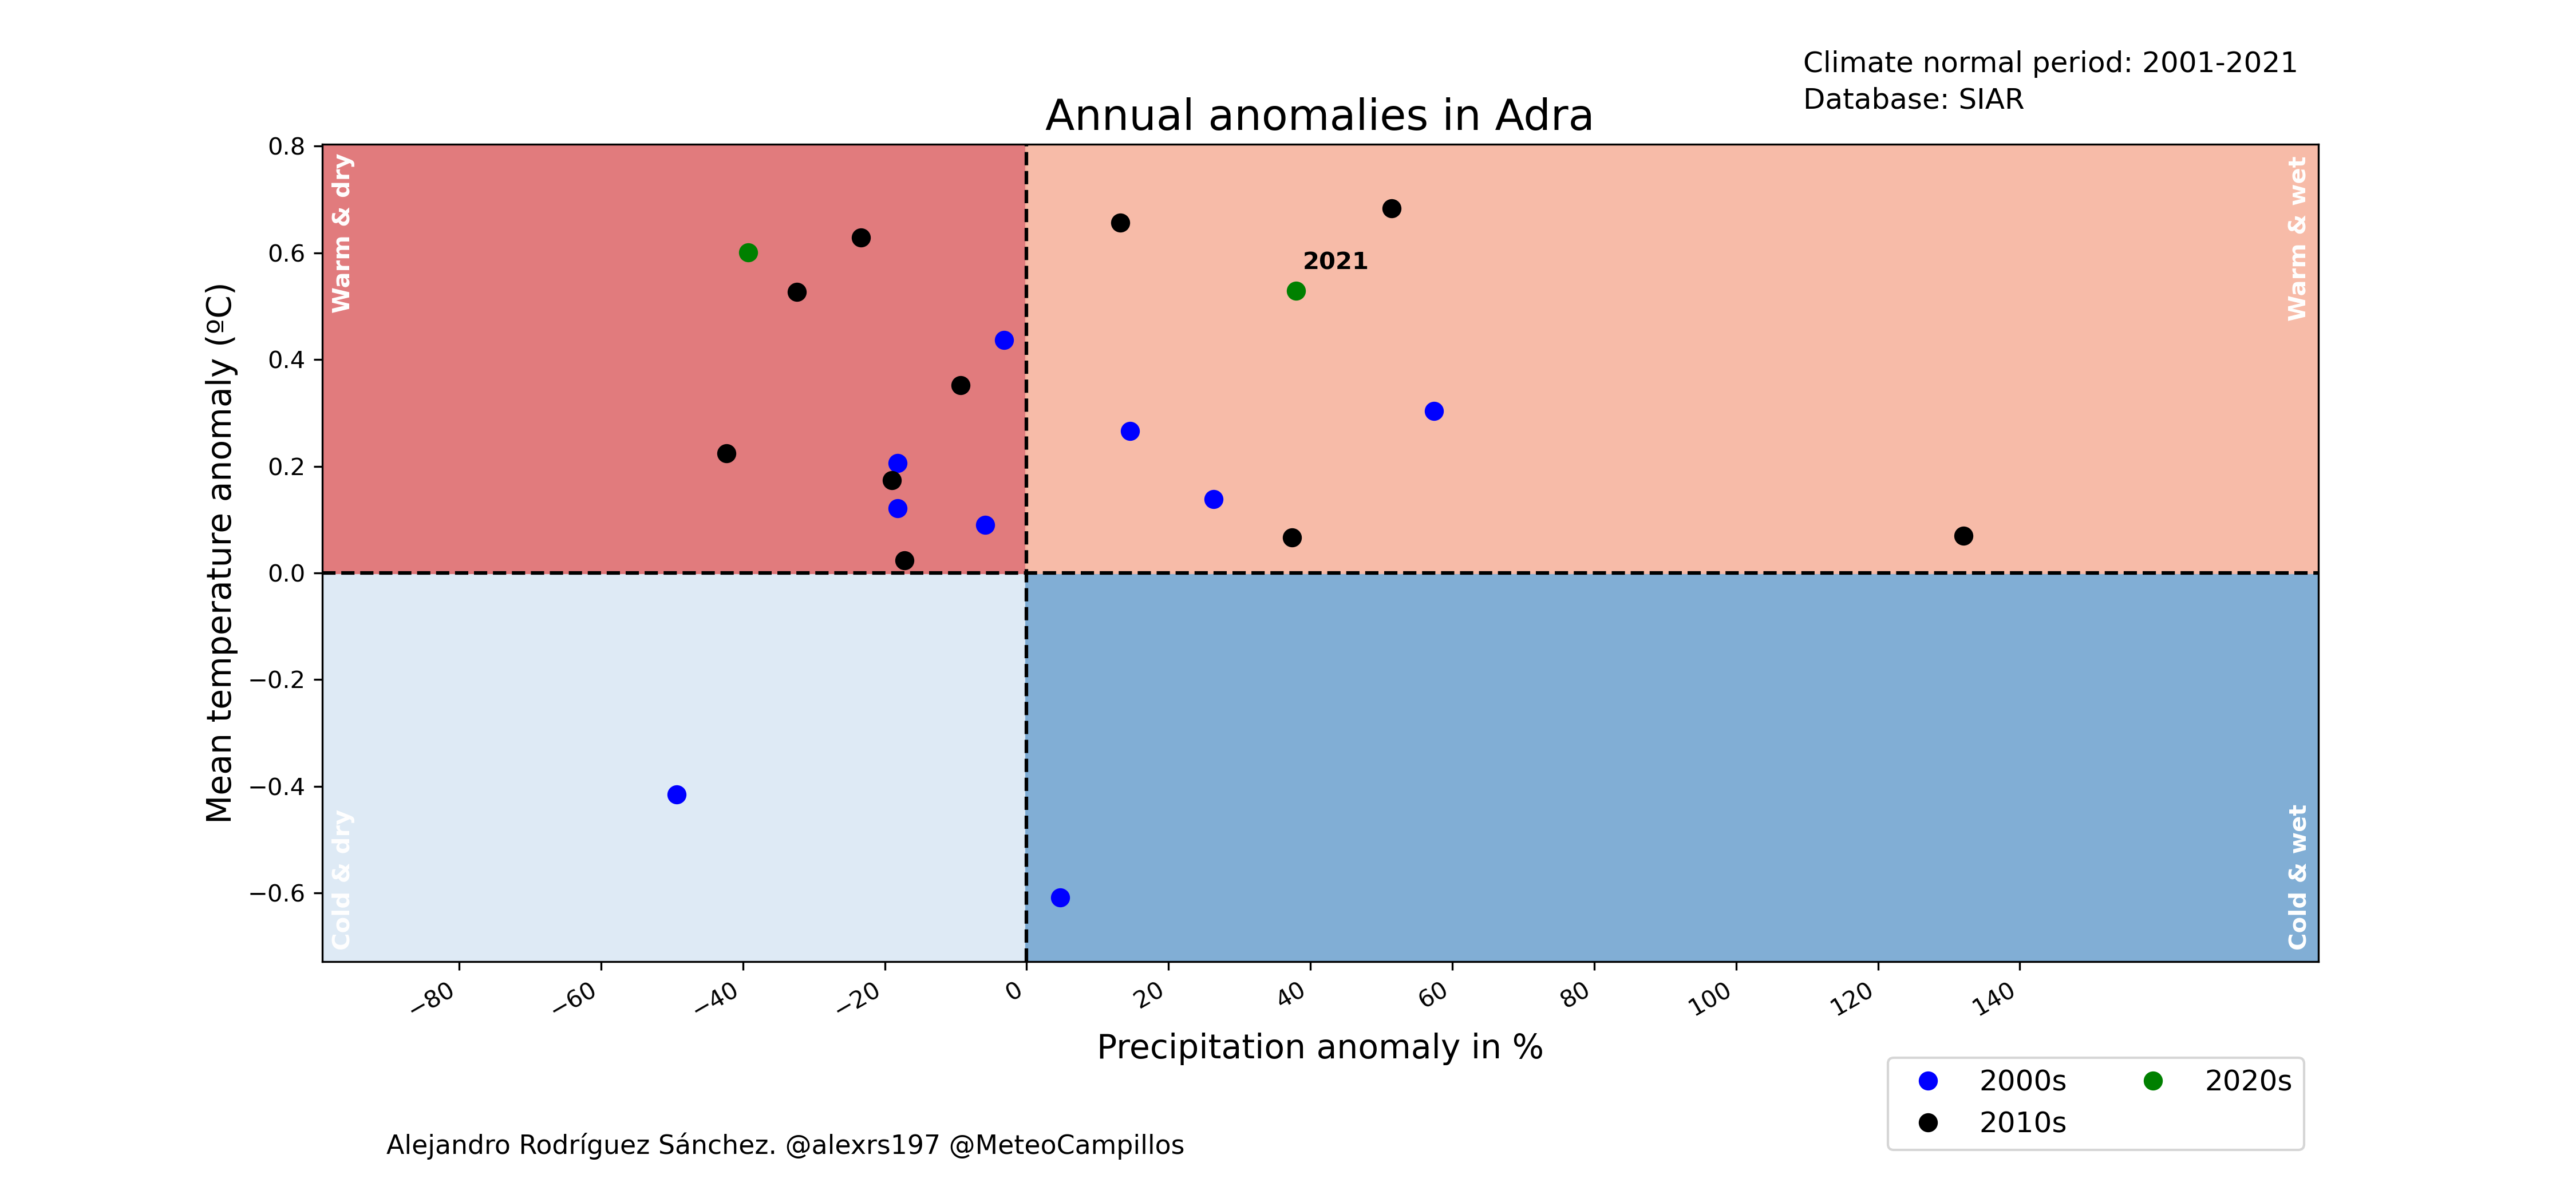 Climate normal period: 2001-2021
Database: SIAR
Annual anomalies in Adra
Mean temperature anomaly (ºC)
0.8
0.6
0.4
0.2
0.0
−0.2
−0.4
−0.6
Warm & dry
Warm & wet
2021
Cold & dry
Cold & wet
−80
−60
−40
−20
0
20
40
60
80
100
120
140
Precipitation anomaly in %
2000s
2020s
2010s
Alejandro Rodríguez Sánchez. @alexrs197 @MeteoCampillos